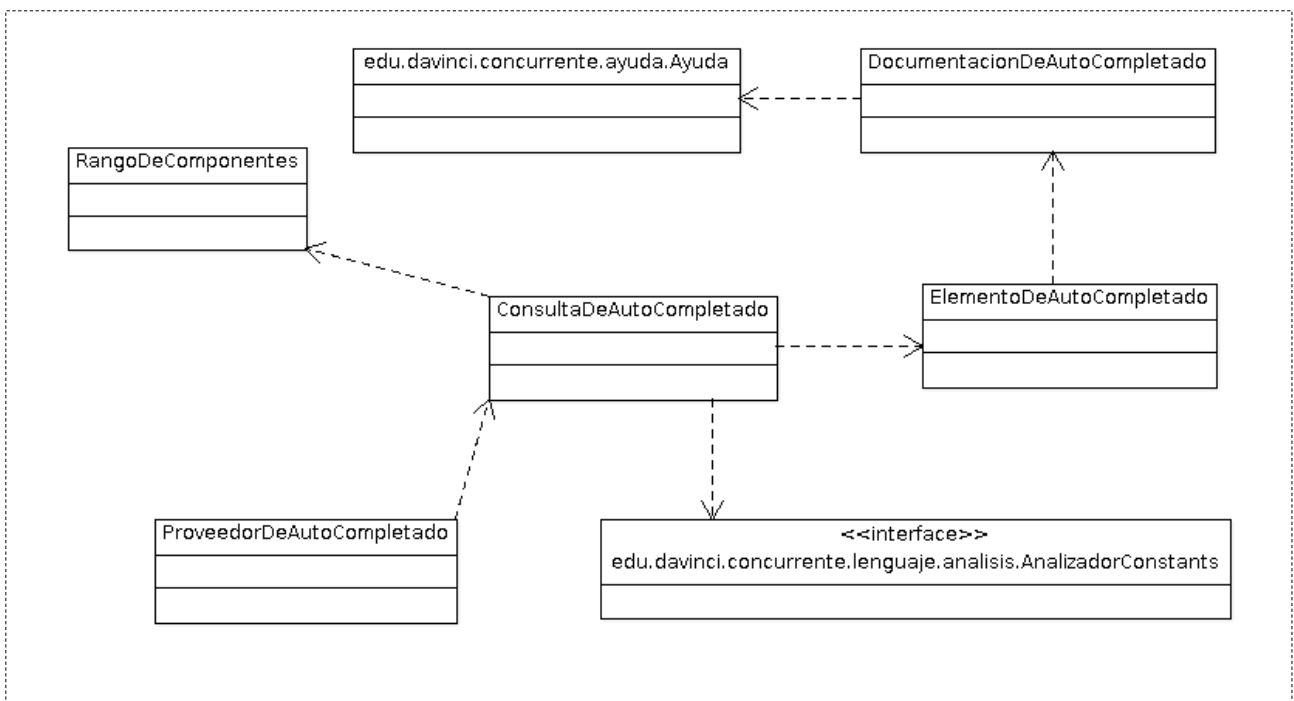 edu.davinci.concurrente.ayuda.Ayuda
DocumentacionDeAutoCompletado
RangoDeComponentes
ElementoDeAutoCompletado
ConsultaDeAutoCompletado
ProveedorDeAutoCompletado
<<interface>>
edu.davinci.concurrente.lenguaje.analisis.AnalizadorConstants